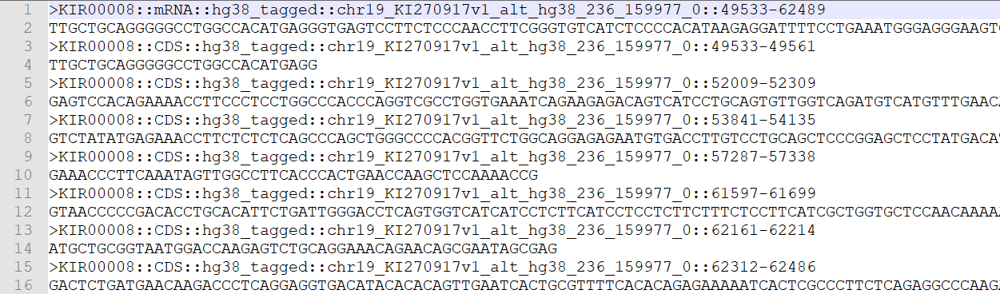 1 >KIR00008::mRNA::hg38_tagged::chr19_KI270917v1_alt_hg38_236_159977_0::49533-62489
2 TTGCTGCAGGGGGCCTGGCCACATGAGGGTGAGTCCTTCTCCCAACCTTCGGGTGTCATCTCCCCACATAAGAGGATTTTCCTGAAATGGGAGGGAAGTG
3 >KIR00008::CDS::hg38_tagged::chr19_KI270917v1_alt_hg38_236_159977_0::49533-49561
4 TTGCTGCAGGGGGCCTGGCCACATGAGG
5 >KIR00008::CDS::hg38_tagged::chr19_KI270917v1_alt_hg38_236_159977_0::52009-52309
6 GAGTCCACAGAAAACCTTCCCTCCTGGCCCACCCAGGTCGCCTGGTGAAATCAGAAGAGACAGTCATCCTGCAGTGTTGGTCAGATGTCATGTTTGAACA
7 >KIR00008::CDS::hg38_tagged::chr19_KI270917v1_alt_hg38_236_159977_0::53841-54135
8 GTCTATATGAGAAACCTTCTCTCTCAGCCCAGCTGGGCCCCACGGTTCTGGCAGGAGAGAATGTGACCTTGTCCTGCAGCTCCCGGAGCTCCTATGACAT
9 >KIR00008::CDS::hg38_tagged::chr19_KI270917v1_alt_hg38_236_159977_0::57287-57338
10 GAAACCCTTCAAATAGTTGGCCTTCACCCACTGAACCAAGCTCCAAAACCG
11 >KIR00008::CDS::hg38_tagged::chr19_KI270917v1_alt_hg38_236_159977_0::61597-61699
12 GTAACCCCCGACACCTGCACATTCTGATTGGGACCTCAGTGGTCATCATCCTCTTCATCCTCCTCTTCTTTCTCCTTCATCGCTGGTGCTCCAACAAAAA
13 >KIR00008::CDS::hg38_tagged::chr19_KI270917v1_alt_hg38_236_159977_0::62161-62214
14 ATGCTGCGGTAATGGACCAAGAGTCTGCAGGAAACAGAACAGCGAATAGCGAG
15 >KIR00008::CDS::hg38_tagged::chr19_KI270917v1_alt_hg38_236_159977_0::62312-62486
16 GACTCTGATGAACAAGACCCTCAGGAGGTGACATACACACAGTTGAATCACTGCGTTTTCACACAGAGAAAAATCACTCGCCCTTCTCAGAGGCCCAAGA